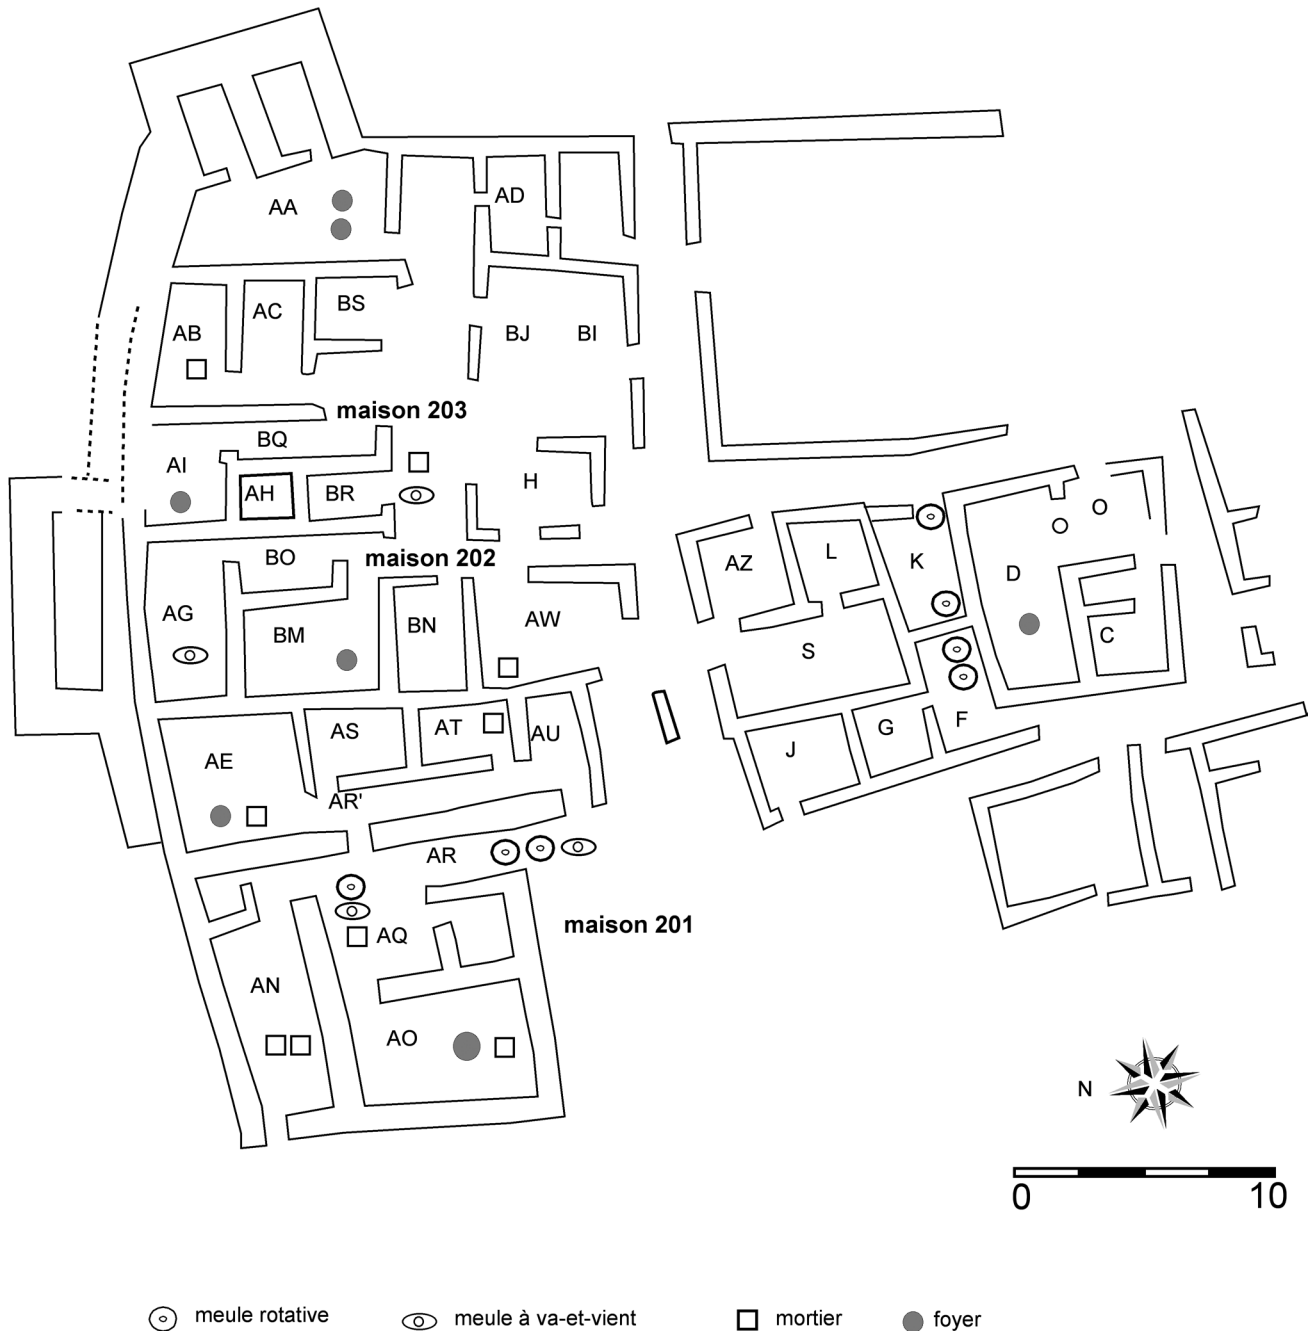 AD
AA
BS
AC
AB
BJ
BI
maison 203
BQ
AI
H
AH
BR
BO
maison 202
L
K
AZ
D
AG
BN
AW
BM
C
S
AS
AT
AU
G
F
J
AE
AR'
AR
maison 201
AQ
AN
AO
N
0
10
meule rotative
meule à va-et-vient
mortier
foyer